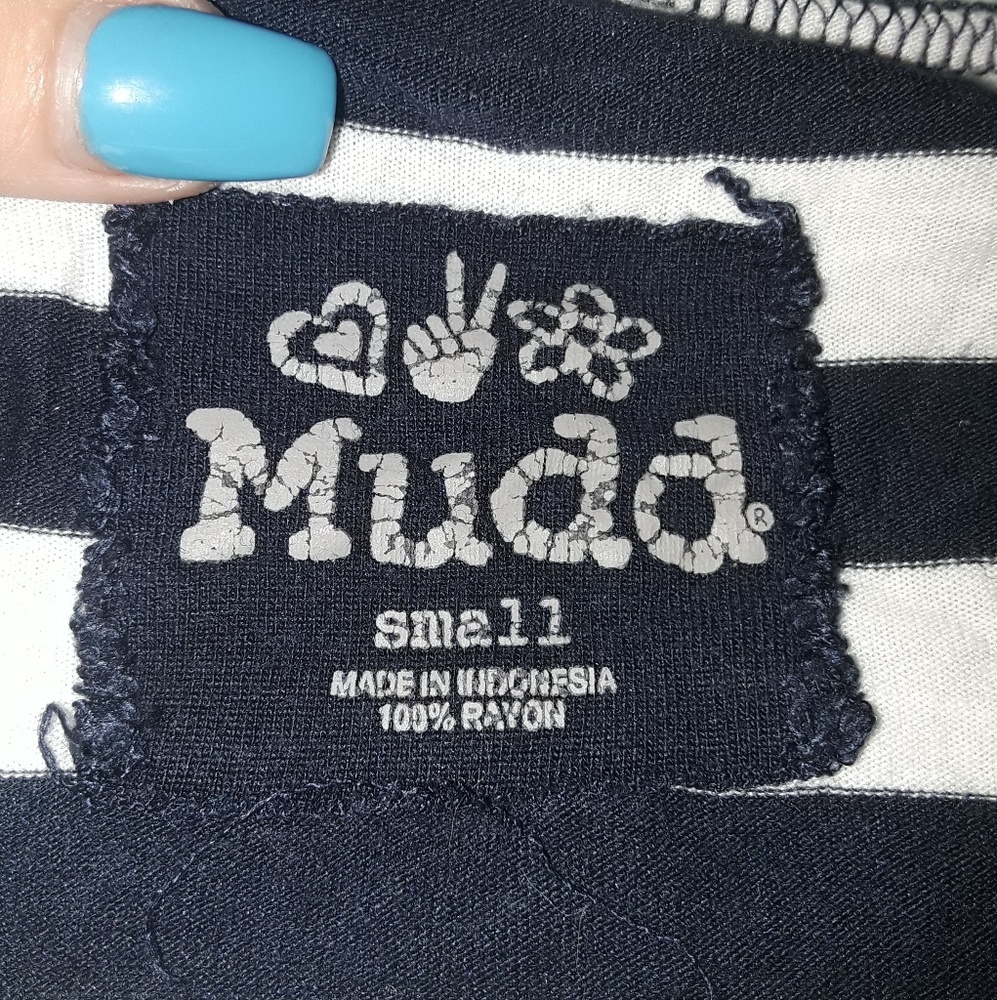 Mudd®
small
MADE IN INDONESIA
100% RAYON